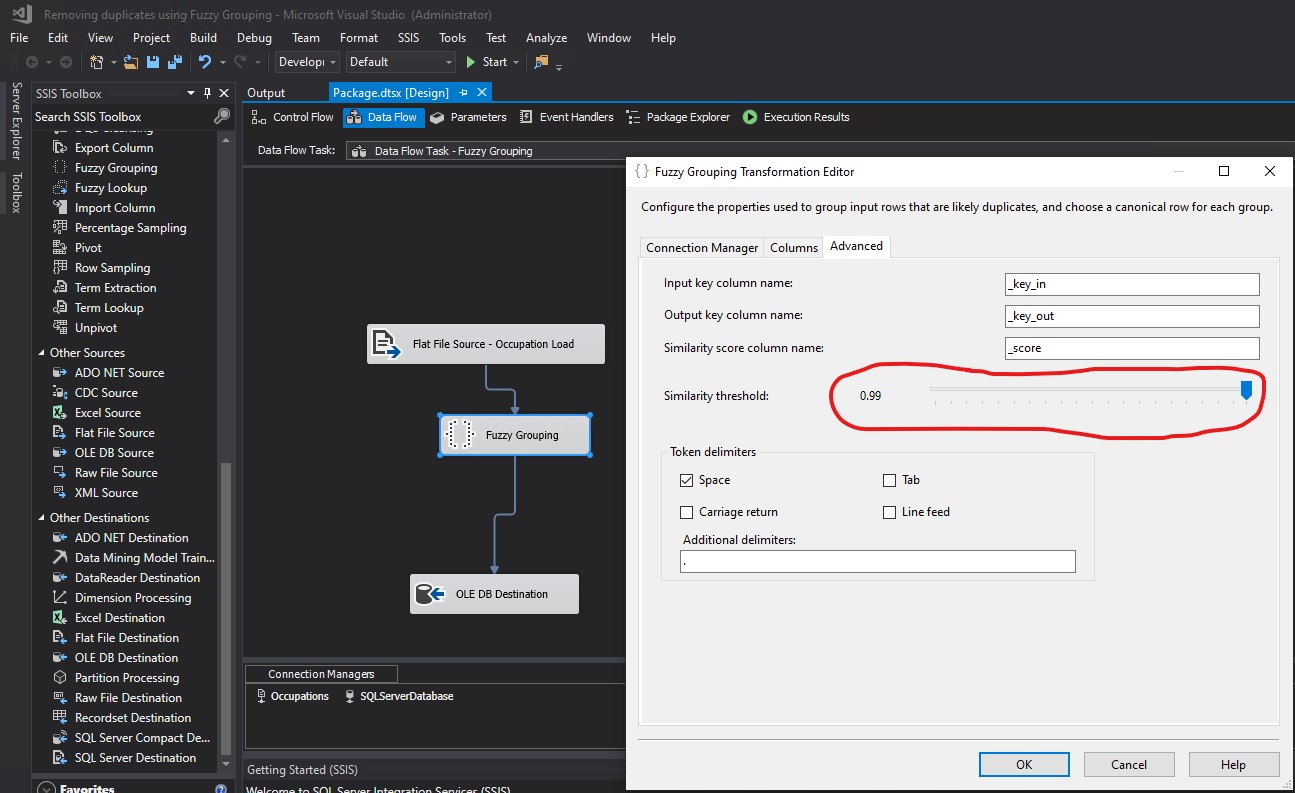 Removing duplicates using Fuzzy Grouping - Microsoft Visual Studio (Administrator)
File Edit View Project Build Debug Team Format SSIS Tools Test Analyze Window Help
Developi Default Start
Server Explorer
Toolbox
SSIS Toolbox
Search SSIS Toolbox
Export Column
Fuzzy Grouping
Fuzzy Lookup
Import Column
Percentage Sampling
Pivot
Row Sampling
Term Extraction
Term Lookup
Unpivot
Other Sources
ADO NET Source
CDC Source
Excel Source
Flat File Source
OLE DB Source
Raw File Source
XML Source
Other Destinations
ADO NET Destination
Data Mining Model Train...
DataReader Destination
Dimension Processing
Excel Destination
Flat File Destination
OLE DB Destination
Partition Processing
Raw File Destination
Recordset Destination
SQL Server Compact De...
SQL Server Destination
Favorites
Output Package.dtsx [Design]
Control Flow Data Flow Parameters Event Handlers Package Explorer Execution Results
Data Flow Task: Data Flow Task - Fuzzy Grouping
Flat File Source - Occupation Load
Fuzzy Grouping
OLE DB Destination
Connection Managers
Occupations SQLServerDatabase
Getting Started (SSIS)
Welcome to SQL Server Integration Services (SSIS)
Fuzzy Grouping Transformation Editor
Configure the properties used to group input rows that are likely duplicates, and choose a canonical row for each group.
Connection Manager Columns Advanced
Input key column name: _key_in
Output key column name: _key_out
Similarity score column name: _score
Similarity threshold: 0.99
Token delimiters
Space Tab
Carriage return Line feed
Additional delimiters:
.
OK Cancel Help